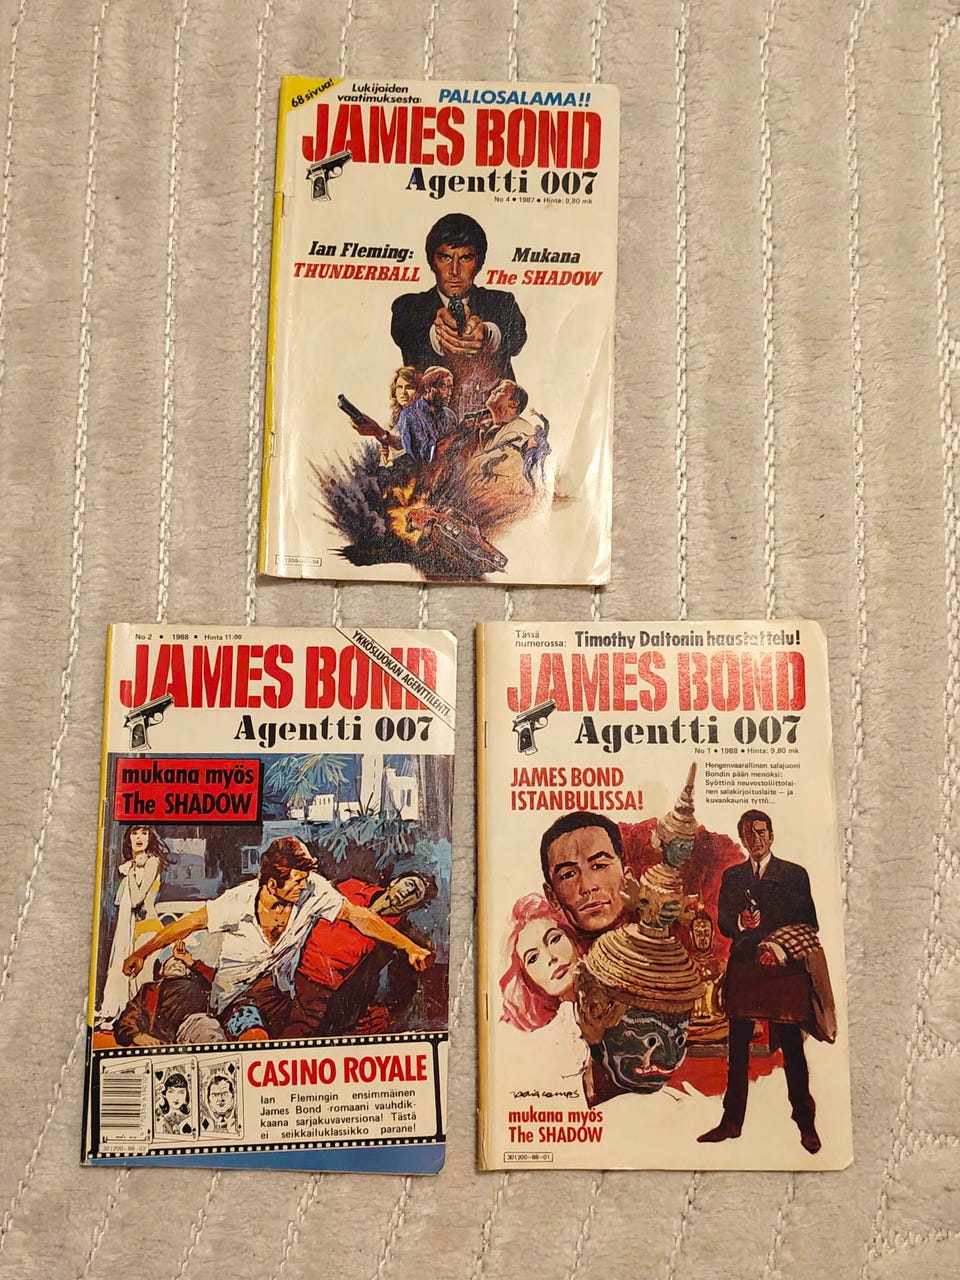 68 sivua!
Lukijoiden
vaatimuksesta:
PALLOSALAMA!!
JAMES BOND
Agentti 007
No 4 • 1987 • Hinta: 9,80 mk
Ian Fleming:
THUNDERBALL
Mukana
The SHADOW
No 2 • 1988 • Hinta 11:00
YKKÖSLUOKAN AGENTTILEHTI
JAMES BOND
Agentti 007
mukana myös
The SHADOW
CASINO ROYALE
Ian Flemingin ensimmäinen
James Bond -romaani vauhdik-
kaana sarjakuvaversiona! Tästä
ei seikkailuklassikko parane!
301200-88-02
Tässä
numerossa:
Timothy Daltonin haastattelu!
JAMES BOND
Agentti 007
No 1 • 1988 • Hinta: 9,80 mk
JAMES BOND
ISTANBULISSA!
Hengenvaarallinen salajuoni
Bondin pään menoksi:
Syöttinä neuvostoliittolai-
nen salakirjoituslaite — ja
kuvankaunis tyttö...
mukana myös
The SHADOW
301200-88-01